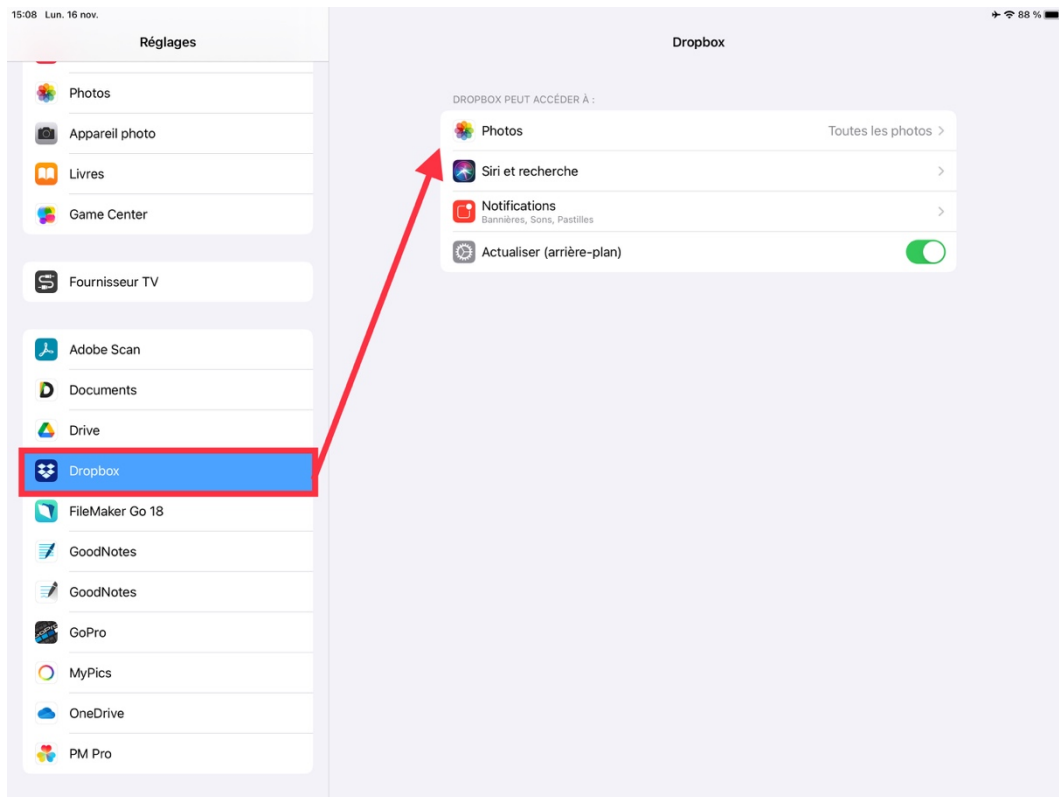 15:08 Lun. 16 nov.
88 %
Réglages
Photos
Appareil photo
Livres
Game Center
Fournisseur TV
Adobe Scan
Documents
Drive
Dropbox
FileMaker Go 18
GoodNotes
GoodNotes
GoPro
MyPics
OneDrive
PM Pro
Dropbox
DROPBOX PEUT ACCÉDER À :
Photos Toutes les photos
Siri et recherche
Notifications
Bannières, Sons, Pastilles
Actualiser (arrière-plan)